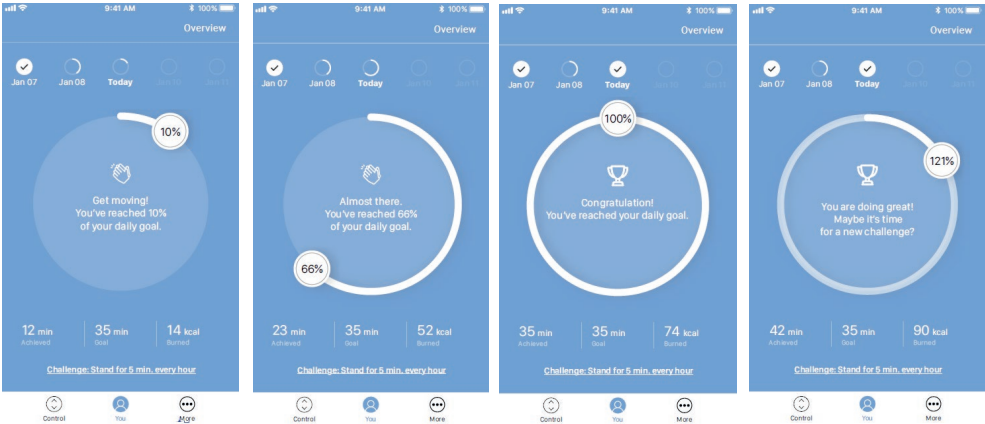 9:41 AM 100%
Overview
Jan 07 Jan 08 Today Jan 10 Jan 11
10%
Get moving!
You've reached 10%
of your daily goal.
12 min 35 min 14 kcal
Achieved Goal Burned
Challenge: Stand for 5 min. every hour
Control You More
9:41 AM 100%
Overview
Jan 07 Jan 08 Today Jan 10 Jan 11
Almost there.
You've reached 66%
of your daily goal.
66%
23 min 35 min 52 kcal
Achieved Goal Burned
Challenge: Stand for 5 min. every hour
Control You More
9:41 AM 100%
Overview
Jan 07 Jan 08 Today
100%
Congratulation!
You've reached your daily goal.
35 min 35 min 74 kcal
Achieved Goal Burned
Challenge: Stand for 5 min. every hour
Control You More
9:41 AM 100%
Overview
Jan 07 Jan 08 Today
121%
You are doing great!
Maybe it's time
for a new challenge?
42 min 35 min 90 kcal
Achieved Goal Burned
Challenge: Stand for 5 min. every hour
Control You More